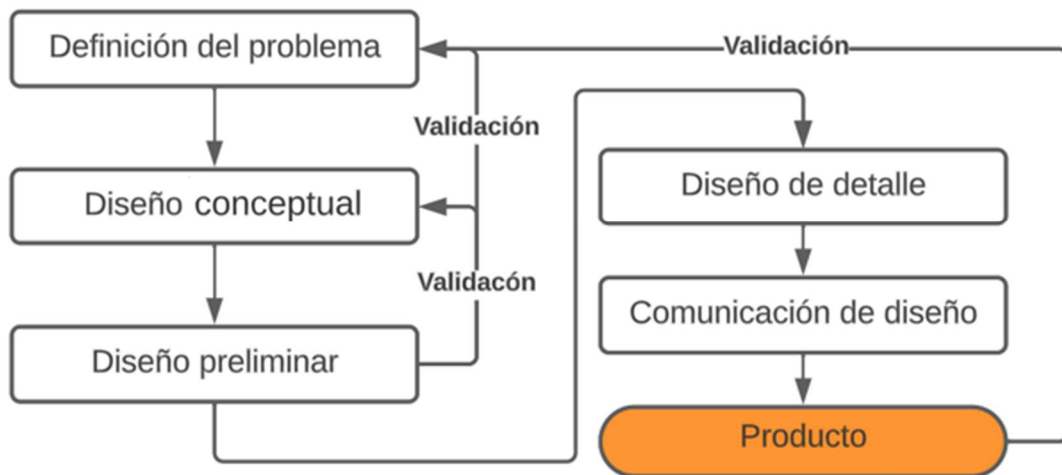 Definición del problema
Validación
Validación
Diseño conceptual
Diseño de detalle
Validacón
Comunicación de diseño
Diseño preliminar
Producto